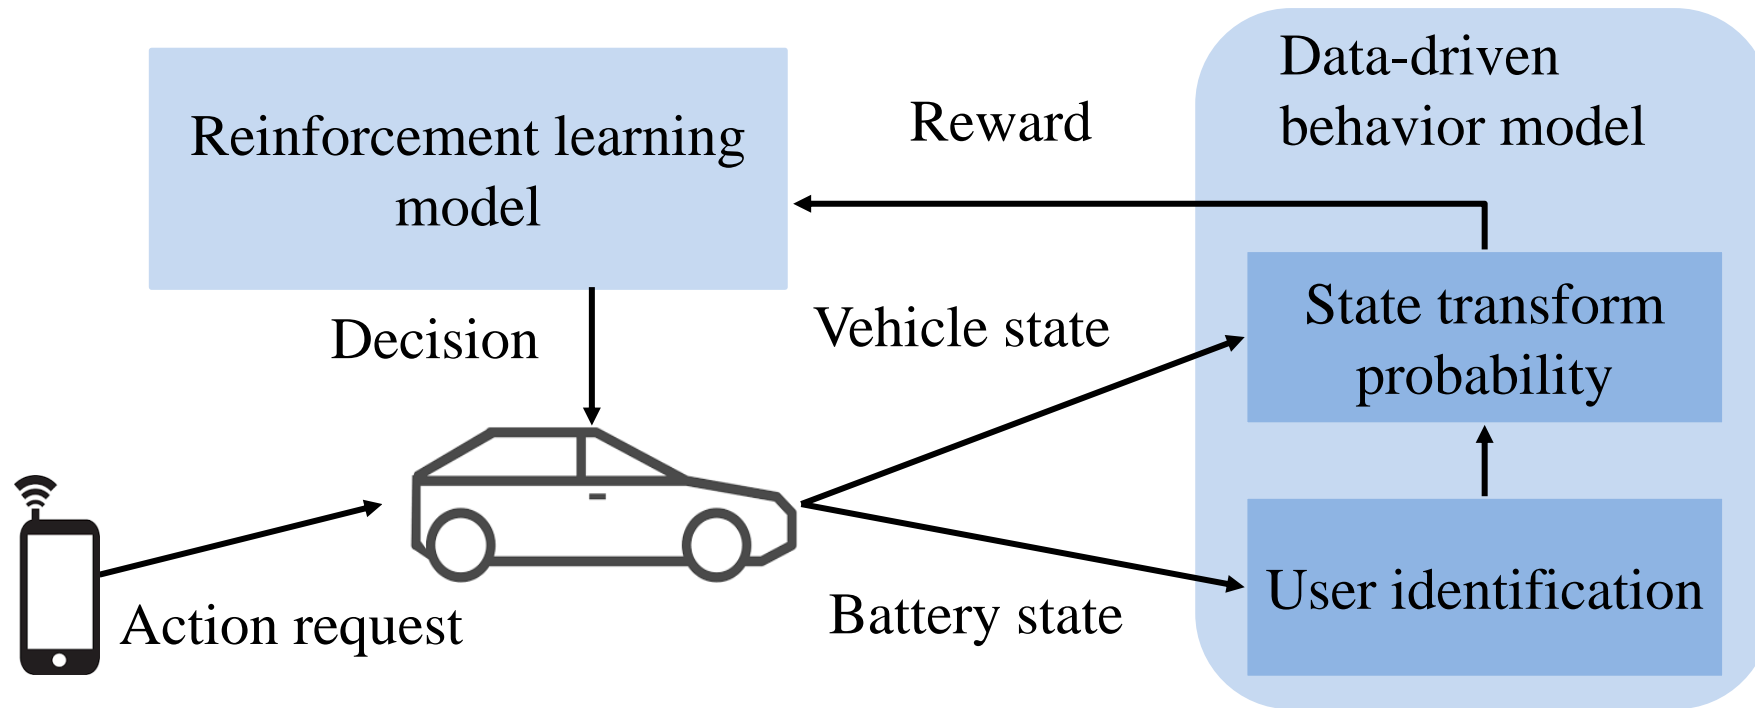 Reinforcement learning
model
Reward
Data-driven
behavior model
Decision
Vehicle state
State transform
probability
Action request
Battery state
User identification